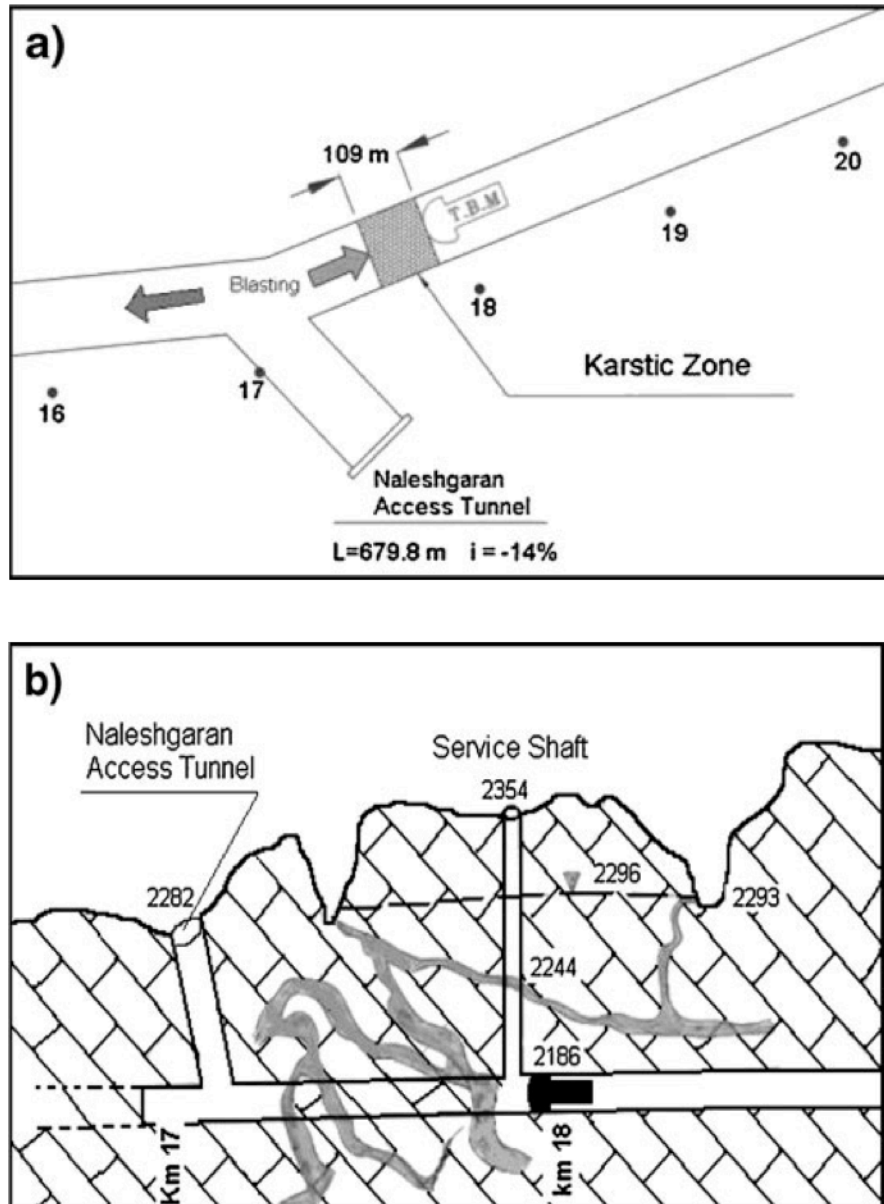 a)
109 m
T.B.M
20
19
18
Blasting
Karstic Zone
17
16
Naleshgaran
Access Tunnel
L=679.8 m i = -14%
b)
Naleshgaran
Access Tunnel
Service Shaft
2354
2282
2296
2293
2244
2186
Km 17
km 18